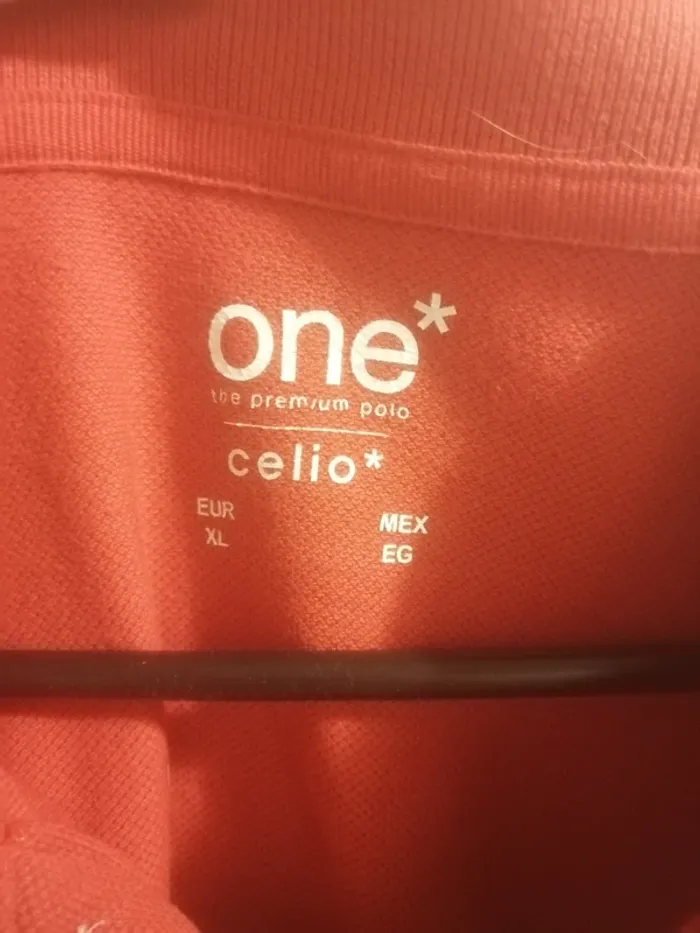 one*
the premium polo
celio*
EUR MEX
XL EG